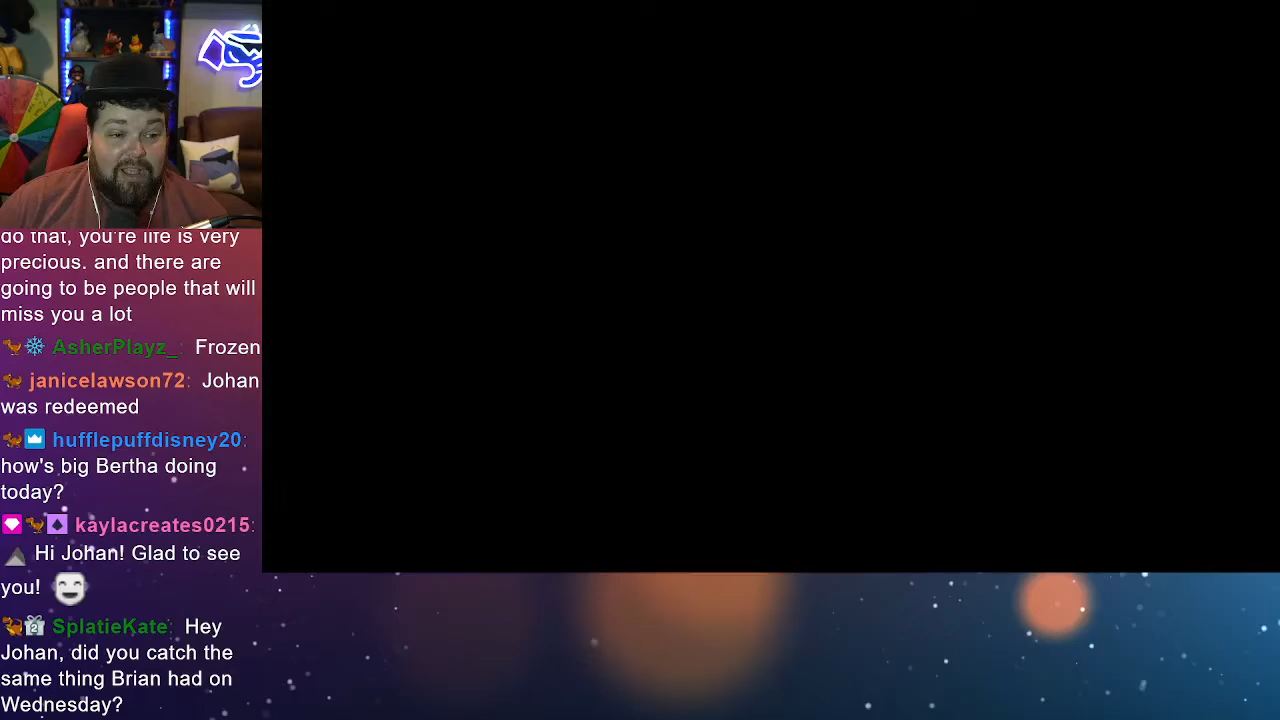 do that, you're life is very
precious. and there are
going to be people that will
miss you a lot
AsherPlayz_: Frozen
janicelawson72: Johan
was redeemed
hufflepuffdisney20:
how's big Bertha doing
today?
kaylacreates0215:
Hi Johan! Glad to see
you!
SplatieKate: Hey
Johan, did you catch the
same thing Brian had on
Wednesday?